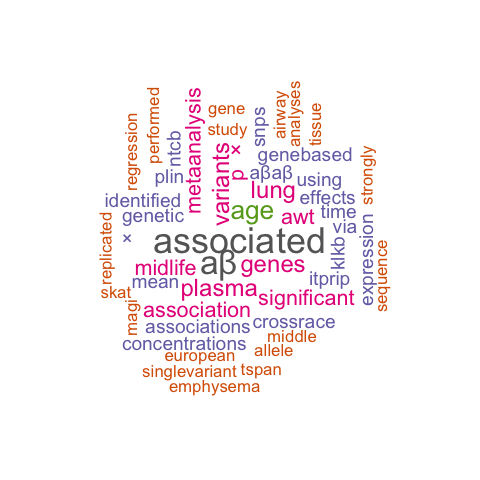 regression
performed
ntcb
metaanalysis
gene
study
variants
p
×
snps
airway
analyses
tissue
genebased
strongly
plin
aβaβ
using
lung
identified
genetic
age
awt
effects
time
via
×
associated
klkb
expression
sequence
replicated
aβ
genes
midlife
mean
itprip
skat
magi
plasma
significant
association
associations
crossrace
concentrations
middle
european
allele
singlevariant
tspan
emphysema